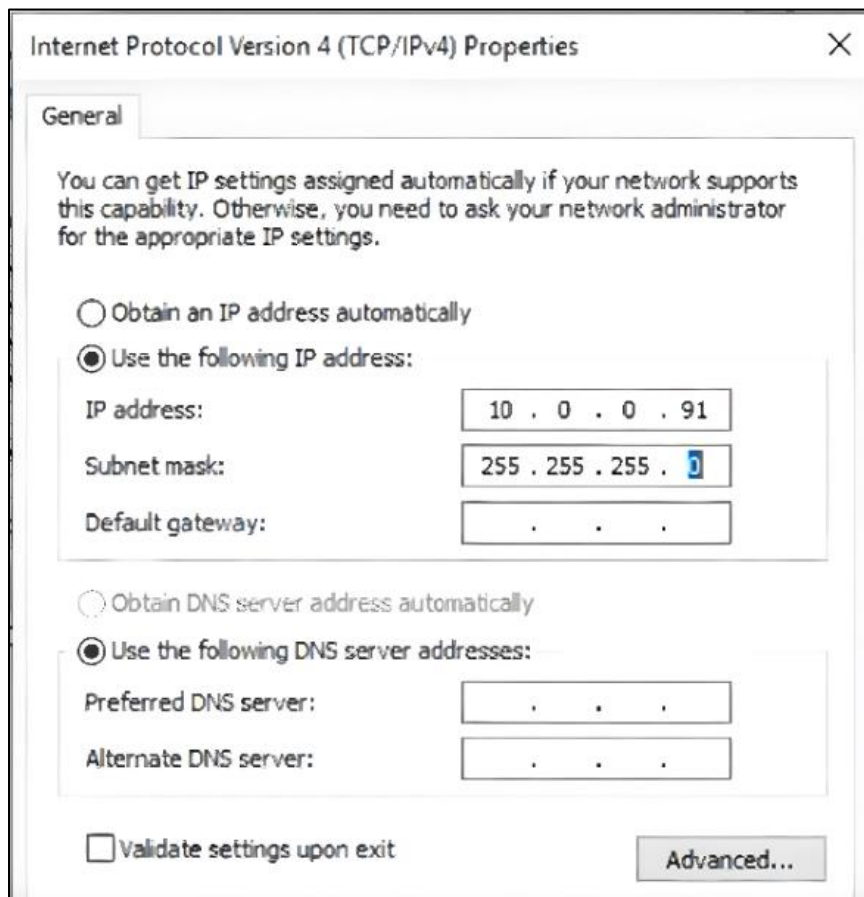 Internet Protocol Version 4 (TCP/IPv4) Properties
General
You can get IP settings assigned automatically if your network supports
this capability. Otherwise, you need to ask your network administrator
for the appropriate IP settings.
Obtain an IP address automatically
Use the following IP address:
IP address: 10 . 0 . 0 . 91
Subnet mask: 255 . 255 . 255 . 0
Default gateway: . . .
Obtain DNS server address automatically
Use the following DNS server addresses:
Preferred DNS server: . . .
Alternate DNS server: . . .
Validate settings upon exit
Advanced...